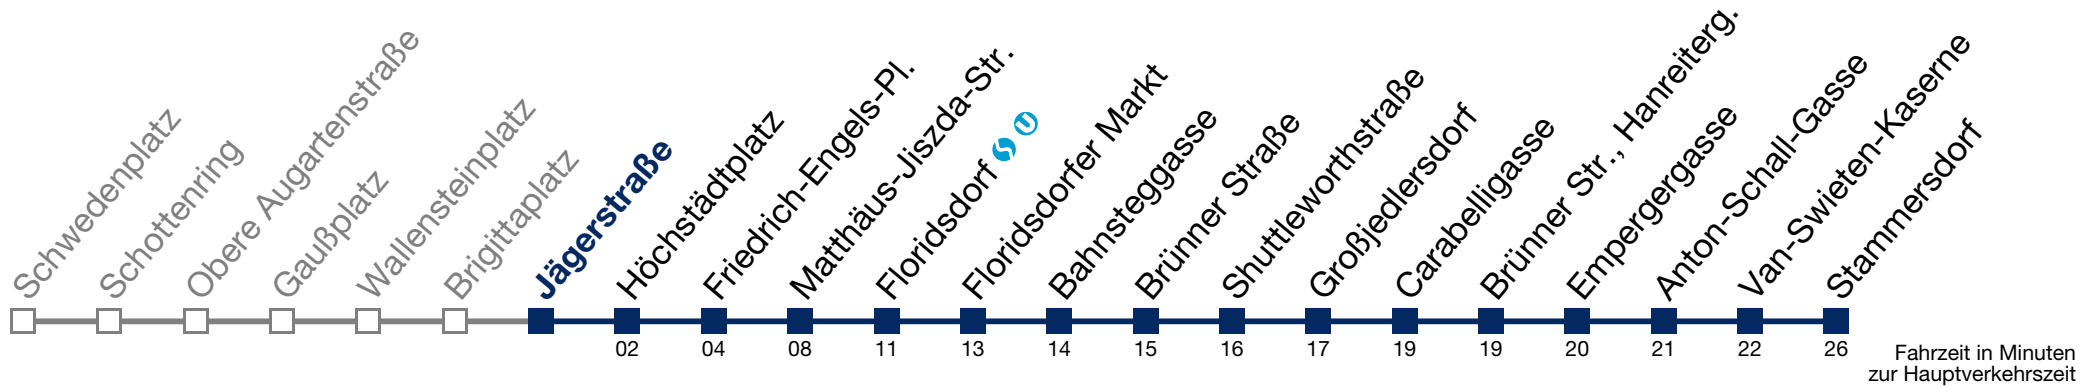 Schwedenplatz
Schottenring
Obere Augartenstraße
Gaußplatz
Wallensteinplatz
Brigittaplatz
Jägerstraße
Höchstädtplatz
Friedrich-Engels-Pl.
Matthäus-Jiszda-Str.
Floridsdorf S U
Floridsdorfer Markt
Bahnsteggasse
Brünner Straße
Shuttleworthstraße
Großjedlersdorf
Carabelligasse
Brünner Str., Hanreiterg.
Empergergasse
Anton-Schall-Gasse
Van-Swieten-Kaserne
Stammersdorf
02 04 08 11 13 14 15 16 17 19 19 20 21 22 26
Fahrzeit in Minuten
zur Hauptverkehrszeit